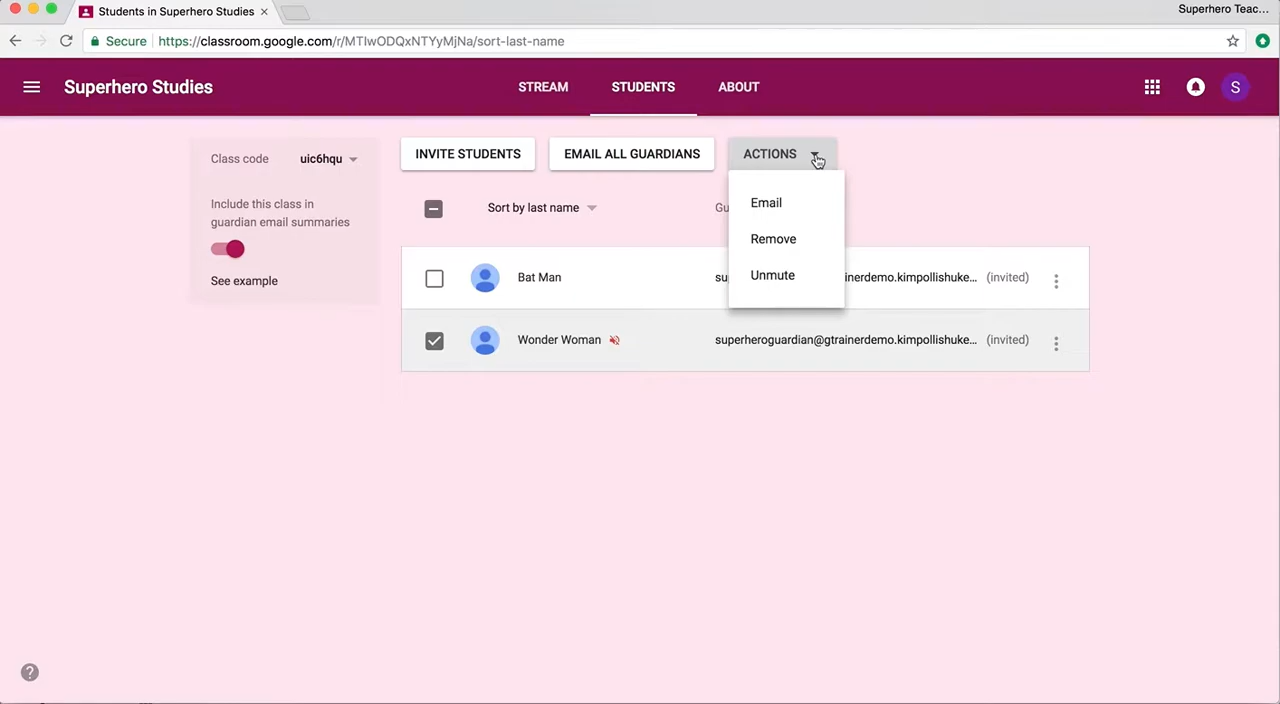 Students in Superhero Studies
Superhero Teac...
Secure https://classroom.google.com/r/MTIwODQxNTYyMjNa/sort-last-name
Superhero Studies
STREAM
STUDENTS
ABOUT
S
Class code uic6hqu
Include this class in
guardian email summaries
See example
INVITE STUDENTS
EMAIL ALL GUARDIANS
ACTIONS
Email
Remove
Unmute
Sort by last name
Gu
Bat Man su inerdemo.kimpollishuke... (invited)
Wonder Woman superheroguardian@gtrainerdemo.kimpollishuke... (invited)
?